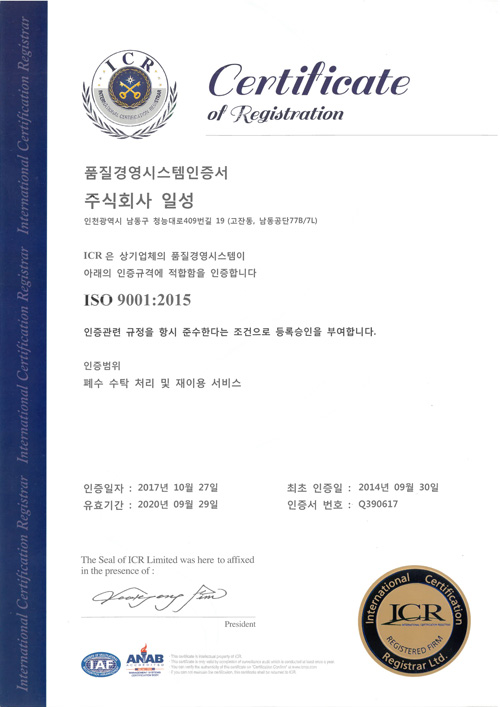 ICR
INTERNATIONAL CERTIFICATION REGISTRAR
Certificate
of Registration
International Certification Registrar
International Certification Registrar
International Certification Registrar
품질경영시스템인증서
주식회사 일성
인천광역시 남동구 청능대로409번길 19 (고잔동, 남동공단77B/7L)
ICR 은 상기업체의 품질경영시스템이
아래의 인증규격에 적합함을 인증합니다
ISO 9001:2015
인증관련 규정을 항시 준수한다는 조건으로 등록승인을 부여합니다.
인증범위
폐수 수탁 처리 및 재이용 서비스
인증일자 : 2017년 10월 27일
최초 인증일 : 2014년 09월 30일
유효기간 : 2020년 09월 29일
인증서 번호 : Q390617
The Seal of ICR Limited was here to affixed
in the presence of :
President
IAF
ANAB
ACCREDITED
International Certification
ICR
REGISTERED FIRM
Registrar Ltd.
This certificate is intellectual property of ICR.